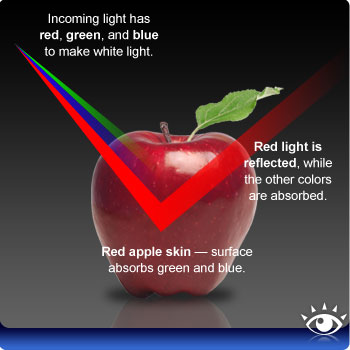 Incoming light has
red, green, and blue
to make white light.
Red light is
reflected, while
the other colors
are absorbed.
Red apple skin — surface
absorbs green and blue.